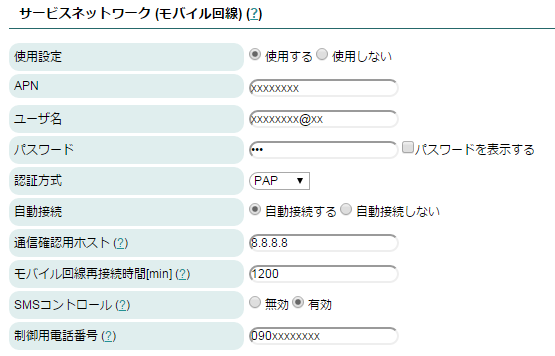 サービスネットワーク (モバイル回線) (?)
使用設定 使用する 使用しない
APN xxxxxxxx
ユーザ名 xxxxxxxx@xx
パスワード ••• パスワードを表示する
認証方式 PAP ▼
自動接続 自動接続する 自動接続しない
通信確認用ホスト (?) 8.8.8.8
モバイル回線再接続時間[min] (?) 1200
SMSコントロール (?) 無効 有効
制御用電話番号 (?) 090xxxxxxxx